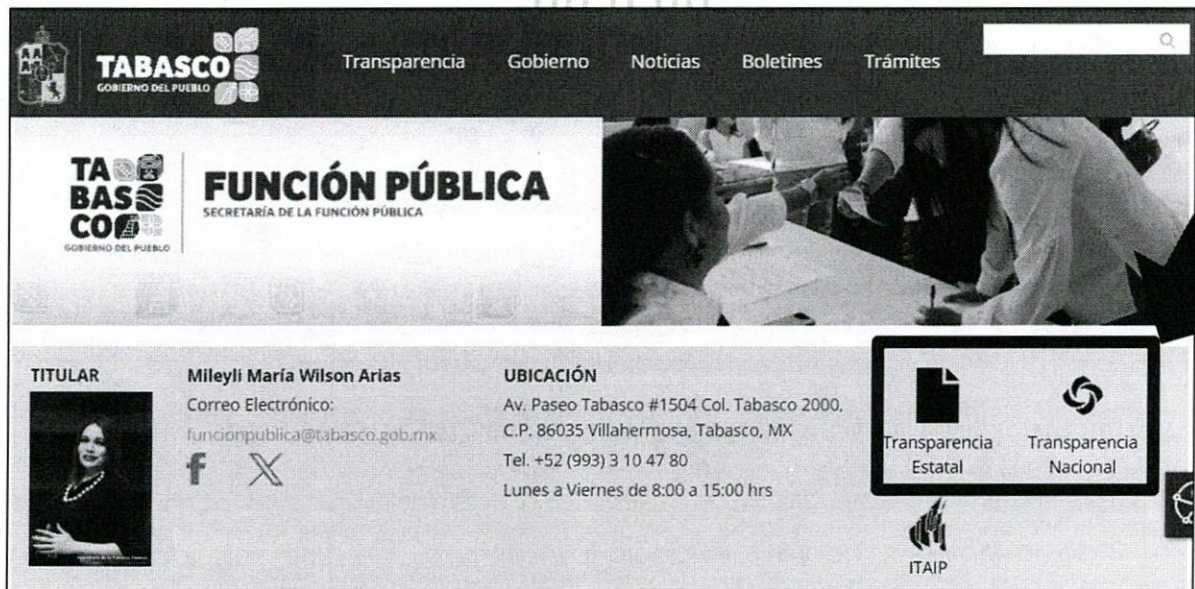 TABASCO
GOBIERNO DEL PUEBLO
Transparencia
Gobierno
Noticias
Boletines
Trámites
TA
BAS
CO
GOBIERNO DEL PUEBLO
FUNCIÓN PÚBLICA
SECRETARÍA DE LA FUNCIÓN PÚBLICA
TITULAR
Mileyli María Wilson Arias
Correo Electrónico:
funcionpublica@tabasco.gob.mx
UBICACIÓN
Av. Paseo Tabasco #1504 Col. Tabasco 2000,
C.P. 86035 Villahermosa, Tabasco, MX
Tel. +52 (993) 3 10 47 80
Lunes a Viernes de 8:00 a 15:00 hrs
Transparencia
Estatal
Transparencia
Nacional
ITAIP